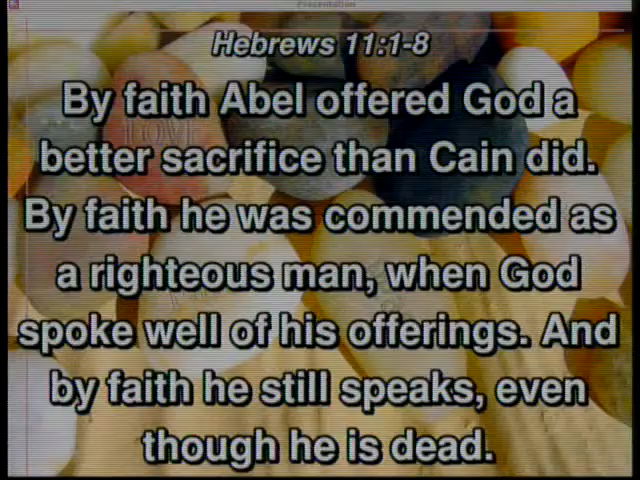 Presentation
Hebrews 11:1-8
By faith Abel offered God a
better sacrifice than Cain did.
By faith he was commended as
a righteous man, when God
spoke well of his offerings. And
by faith he still speaks, even
though he is dead.